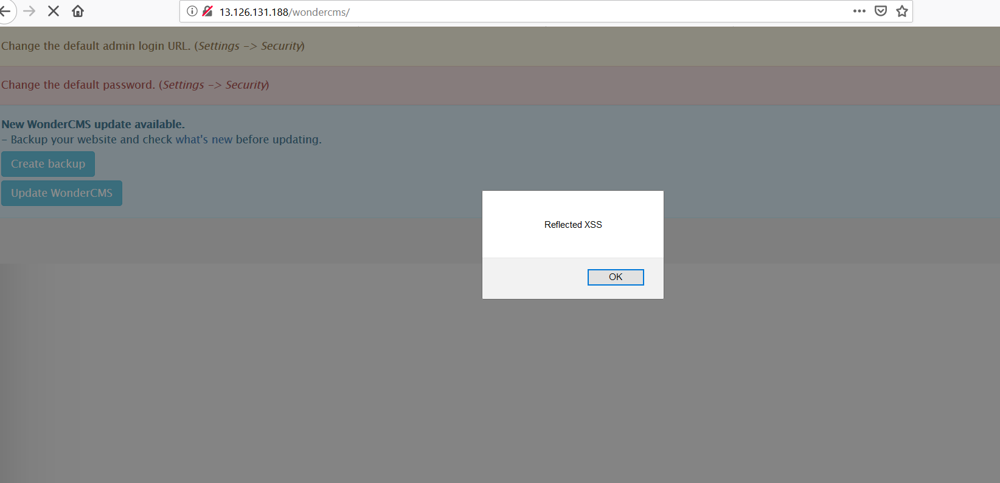 13.126.131.188/wondercms/
Change the default admin login URL. (Settings -> Security)
Change the default password. (Settings -> Security)
New WonderCMS update available.
- Backup your website and check what's new before updating.
Create backup
Update WonderCMS
Reflected XSS
OK